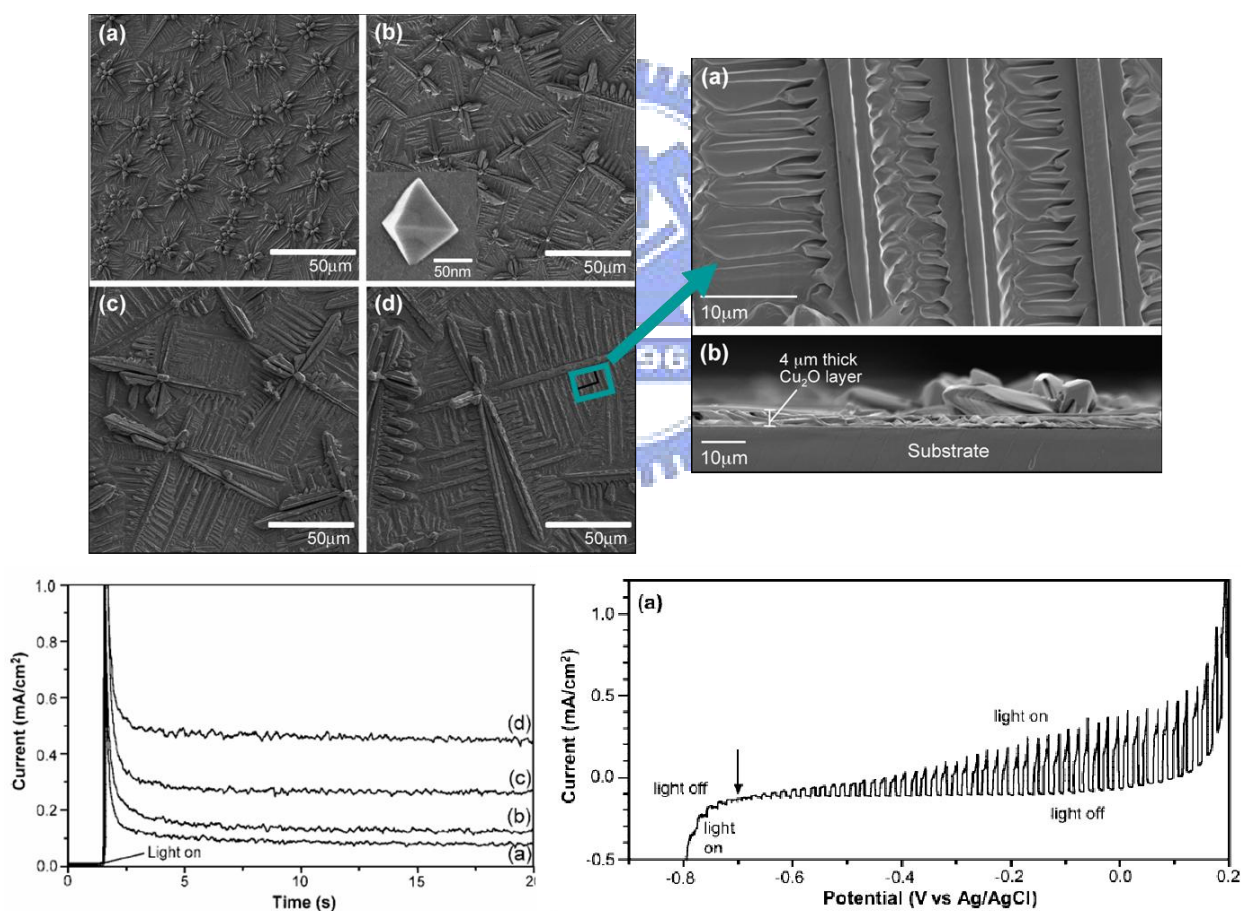 (a)
50μm
(b)
50nm
50μm
(c)
50μm
(d)
50μm
(a)
10μm
96
(b)
4 μm thick
Cu₂O layer
10μm
Substrate
Current (mA/cm²)
1.0
0.8
0.6
0.4
0.2
0.0
(d)
(c)
(b)
(a)
Light on
0 5 10 15 20
Time (s)
(a)
Current (mA/cm²)
1.0
0.5
0.0
-0.5
light on
light off
light
on
light off
-0.8 -0.6 -0.4 -0.2 0.0 0.2
Potential (V vs Ag/AgCl)